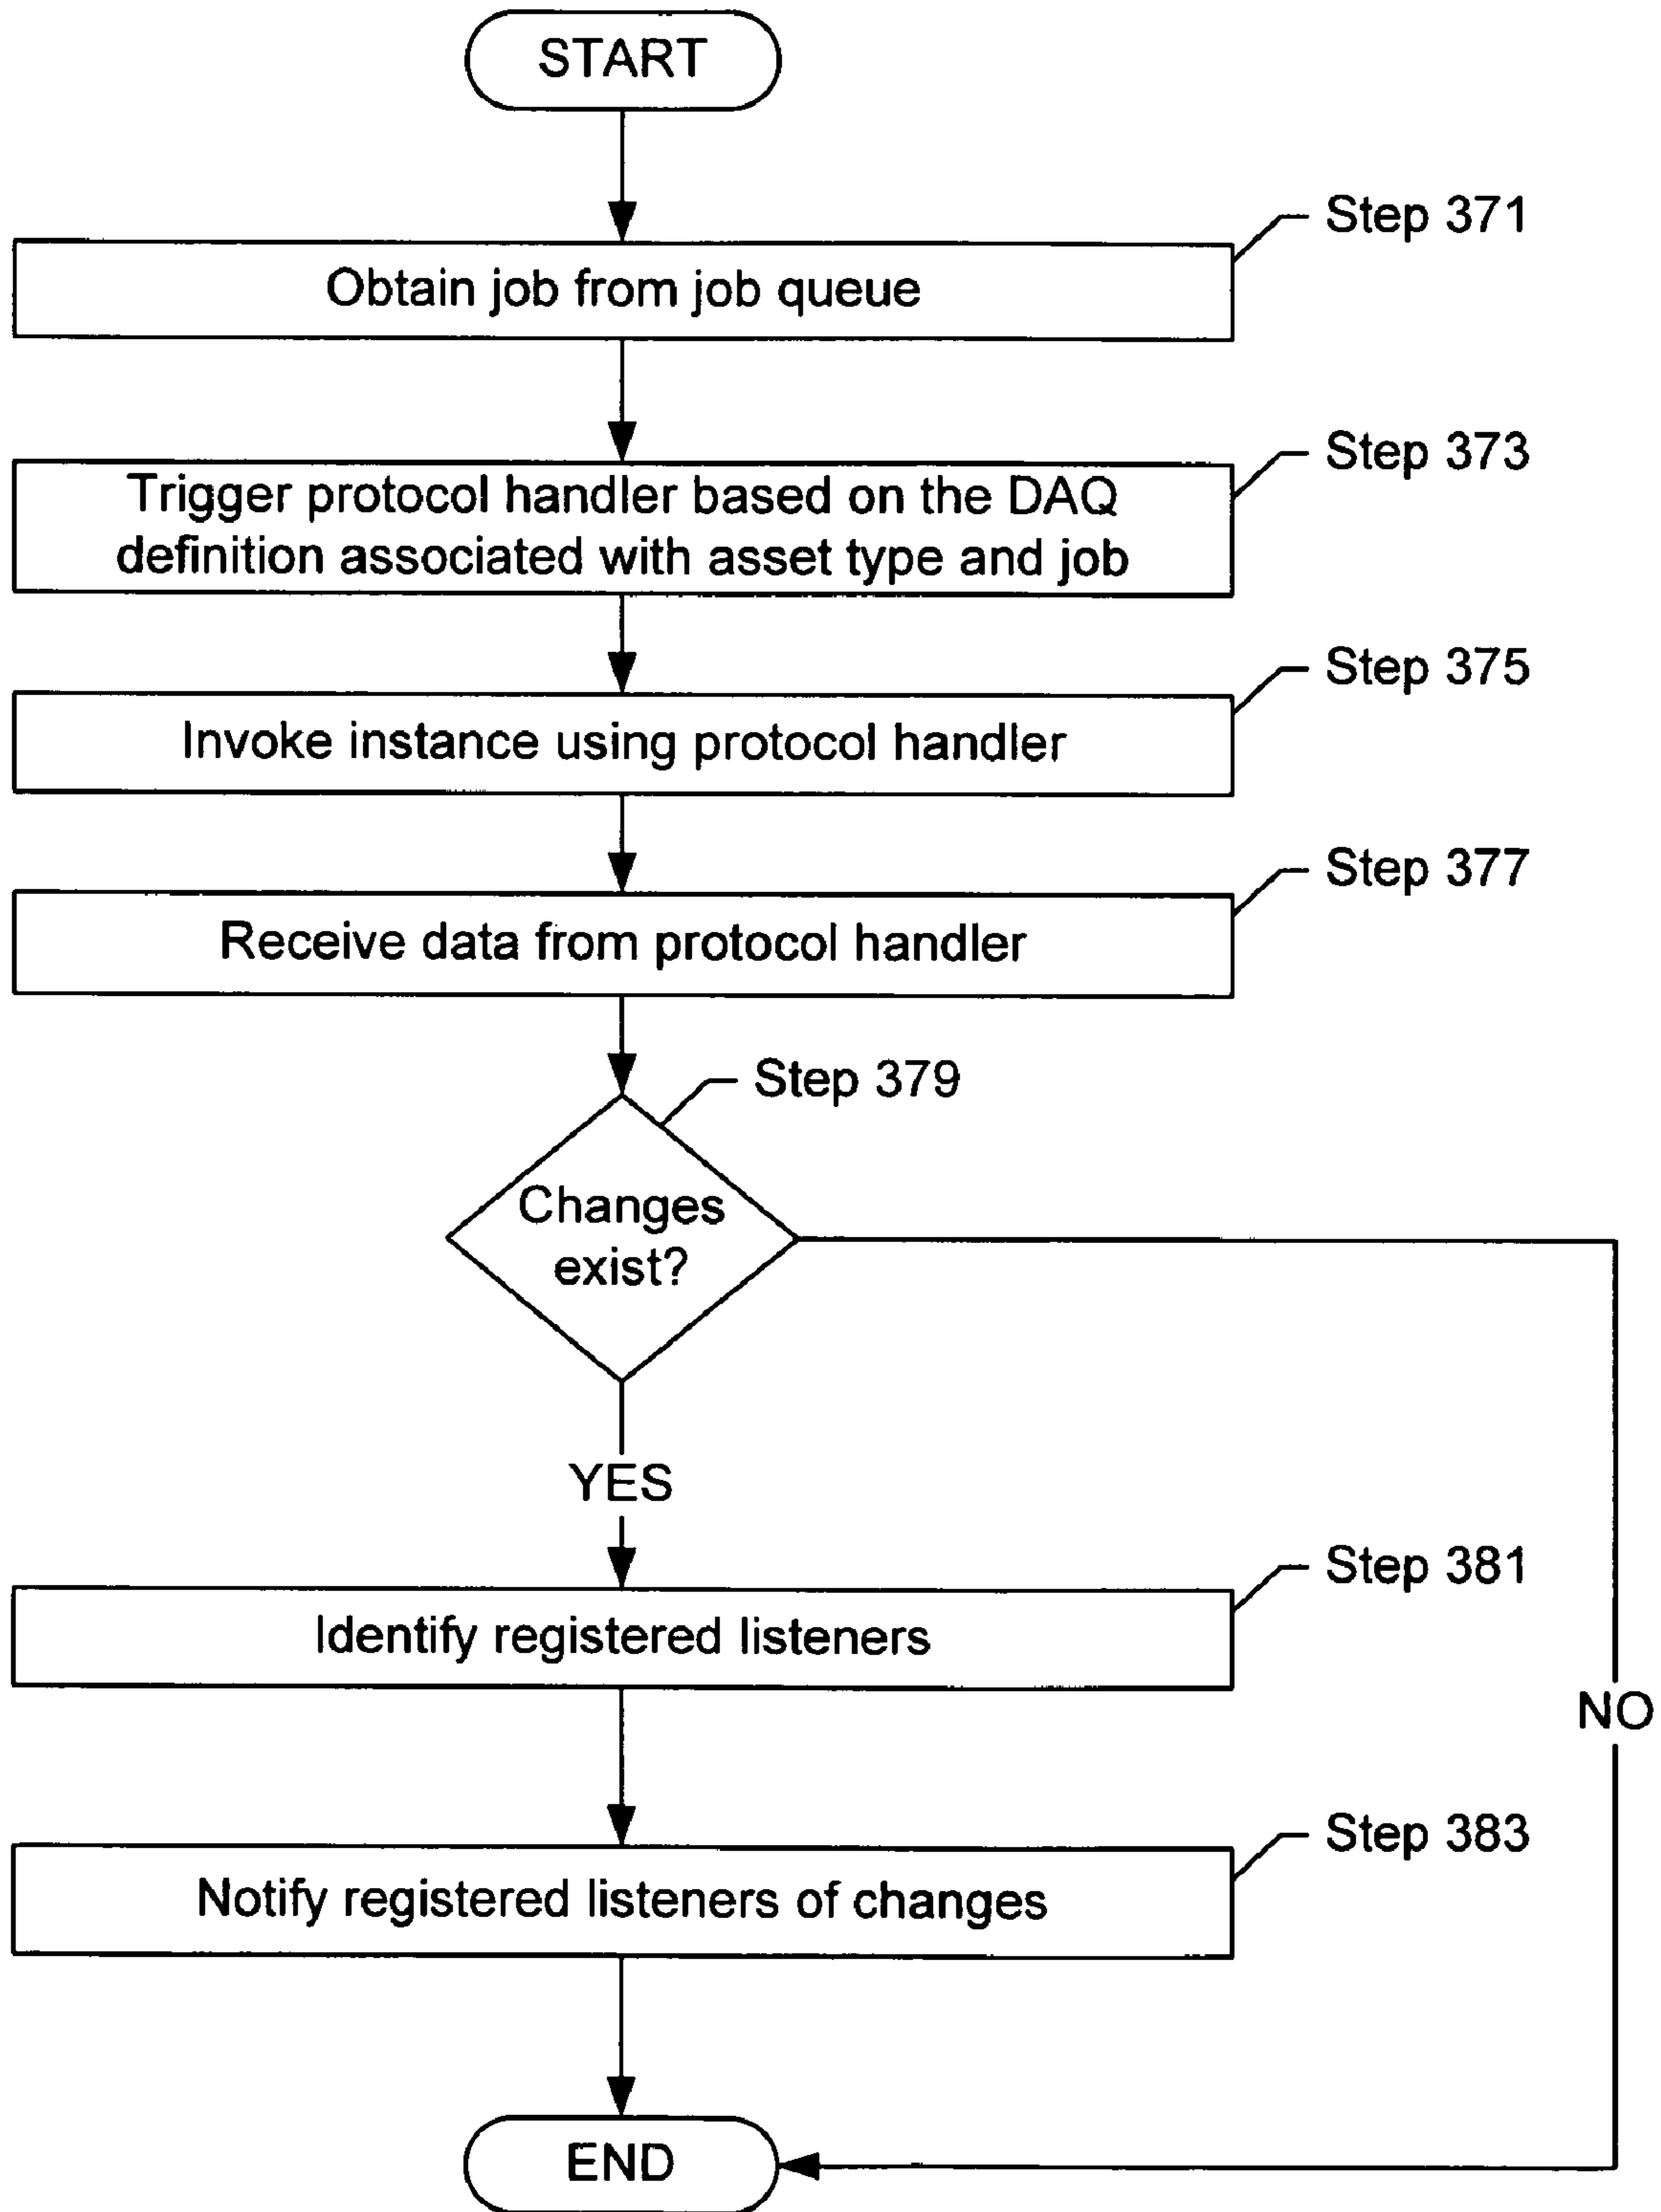 START
Step 371
Obtain job from job queue
Step 373
Trigger protocol handler based on the DAQ
definition associated with asset type and job
Step 375
Invoke instance using protocol handler
Step 377
Receive data from protocol handler
Step 379
Changes
exist?
YES
Step 381
Identify registered listeners
NO
Step 383
Notify registered listeners of changes
END